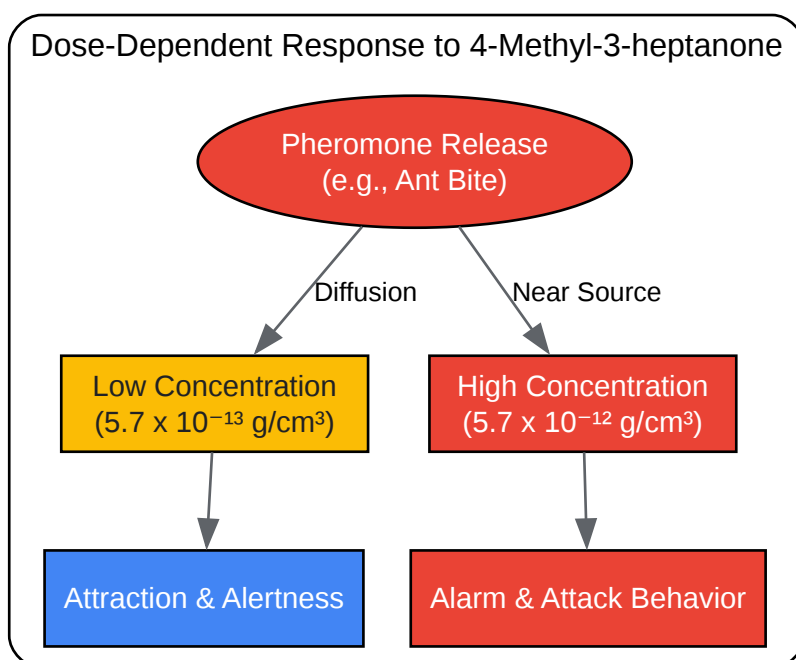 Dose-Dependent Response to 4-Methyl-3-heptanone
Pheromone Release
(e.g., Ant Bite)
Diffusion
Near Source
Low Concentration
(5.7 x 10⁻¹³ g/cm³)
High Concentration
(5.7 x 10⁻¹² g/cm³)
Attraction & Alertness
Alarm & Attack Behavior